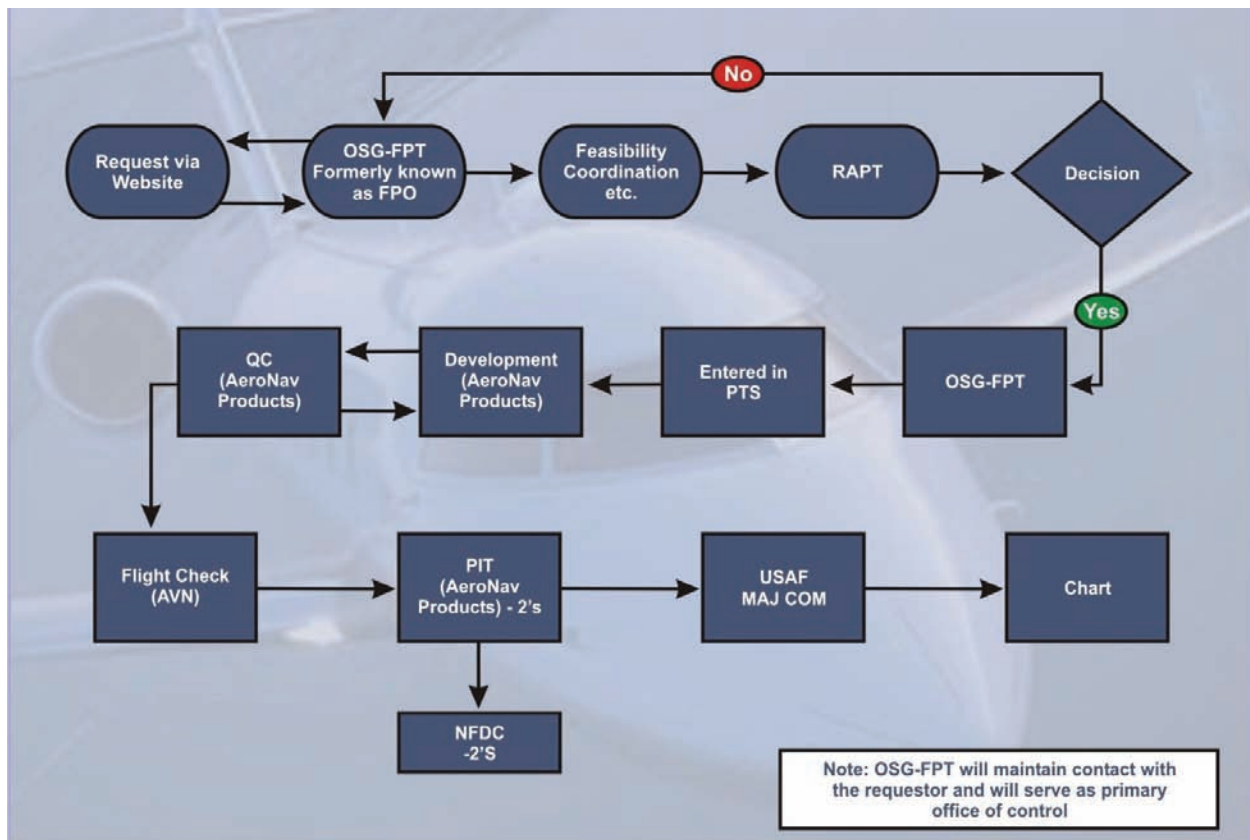 No
Request via
Website
OSG-FPT
Formerly known
as FPO
Feasibility
Coordination
etc.
RAPT
Decision
Yes
QC
(AeroNav
Products)
Development
(AeroNav
Products)
Entered in
PTS
OSG-FPT
Flight Check
(AVN)
PIT
(AeroNav
Products) - 2's
USAF
MAJ COM
Chart
NFDC
-2'S
Note: OSG-FPT will maintain contact with
the requestor and will serve as primary
office of control